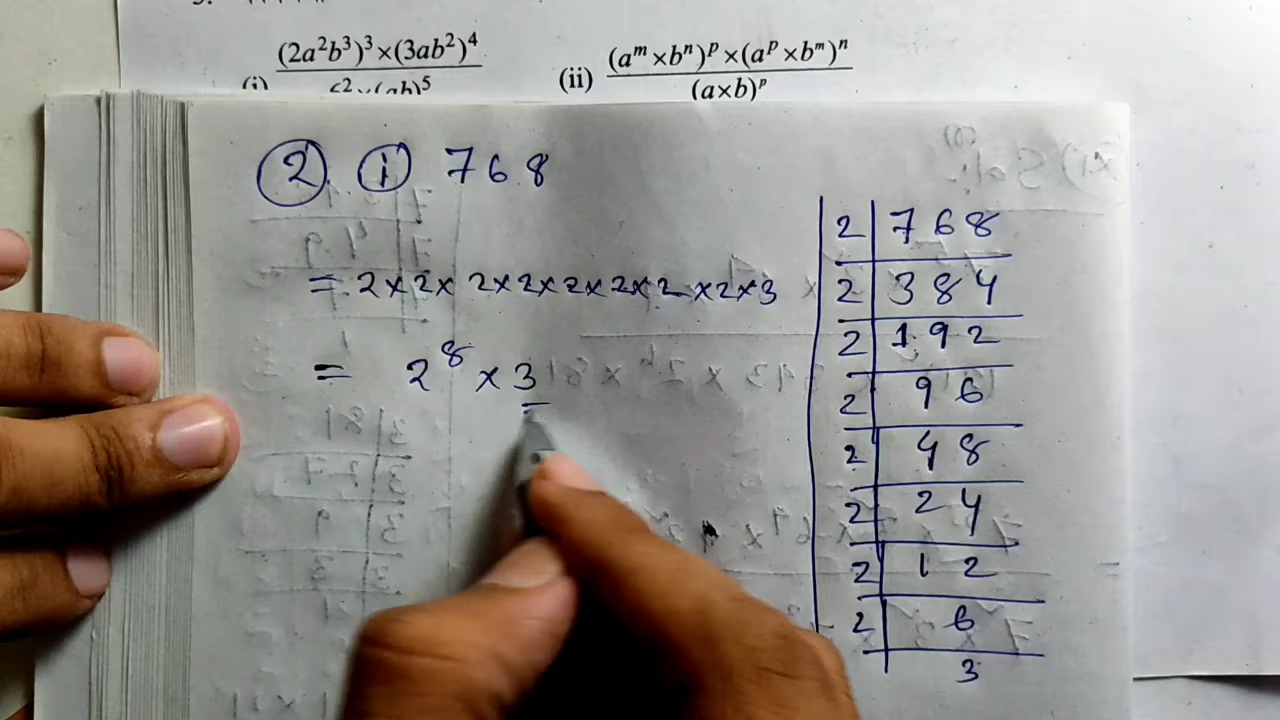 (i) (2a²b³)³×(3ab²)⁴
(ii) (aᵐ×bⁿ)ᵖ×(aᵖ×bᵐ)ⁿ / (a×b)ᵖ
② ① 768
= 2×2×2×2×2×2×2×2×3
= 2⁸×3
2 | 768
2 | 384
2 | 192
2 | 96
2 | 48
2 | 24
2 | 12
2 | 6
3